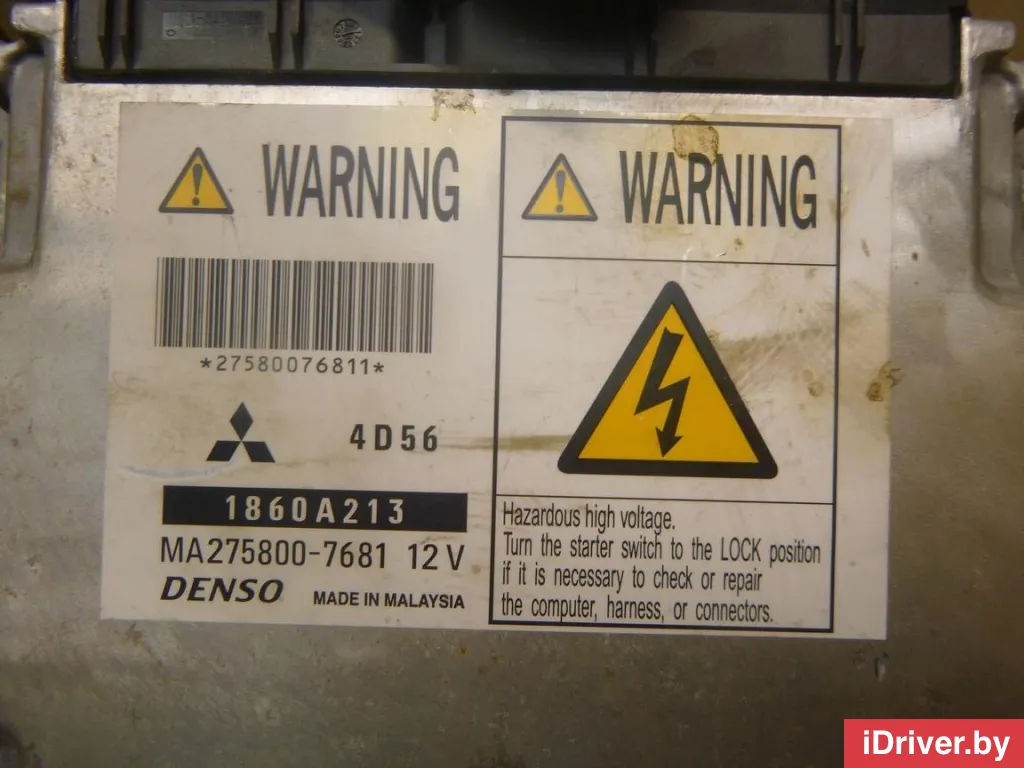 WARNING
*27580076811*
4D56
1860A213
MA275800-7681 12V
DENSO MADE IN MALAYSIA
WARNING
Hazardous high voltage.
Turn the starter switch to the LOCK position
if it is necessary to check or repair
the computer, harness, or connectors.
iDriver.by